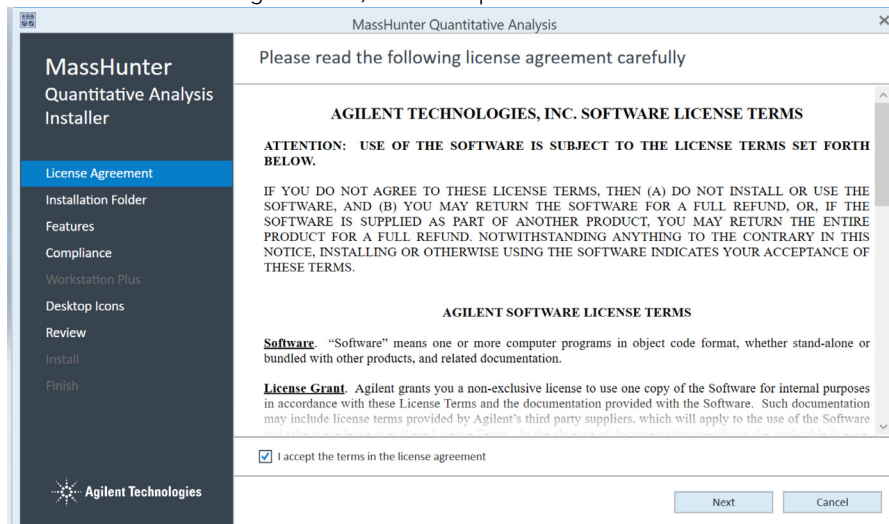 MassHunter Quantitative Analysis
MassHunter
Quantitative Analysis
Installer
License Agreement
Installation Folder
Features
Compliance
Workstation Plus
Desktop Icons
Review
Install
Finish
Agilent Technologies
Please read the following license agreement carefully
AGILENT TECHNOLOGIES, INC. SOFTWARE LICENSE TERMS
ATTENTION: USE OF THE SOFTWARE IS SUBJECT TO THE LICENSE TERMS SET FORTH
BELOW.
IF YOU DO NOT AGREE TO THESE LICENSE TERMS, THEN (A) DO NOT INSTALL OR USE THE
SOFTWARE, AND (B) YOU MAY RETURN THE SOFTWARE FOR A FULL REFUND, OR, IF THE
SOFTWARE IS SUPPLIED AS PART OF ANOTHER PRODUCT, YOU MAY RETURN THE ENTIRE
PRODUCT FOR A FULL REFUND. NOTWITHSTANDING ANYTHING TO THE CONTRARY IN THIS
NOTICE, INSTALLING OR OTHERWISE USING THE SOFTWARE INDICATES YOUR ACCEPTANCE OF
THESE TERMS.
AGILENT SOFTWARE LICENSE TERMS
Software. “Software” means one or more computer programs in object code format, whether stand-alone or
bundled with other products, and related documentation.
License Grant. Agilent grants you a non-exclusive license to use one copy of the Software for internal purposes
in accordance with these License Terms and the documentation provided with the Software. Such documentation
may include license terms provided by Agilent’s third party suppliers, which will apply to the use of the Software
I accept the terms in the license agreement
Next Cancel